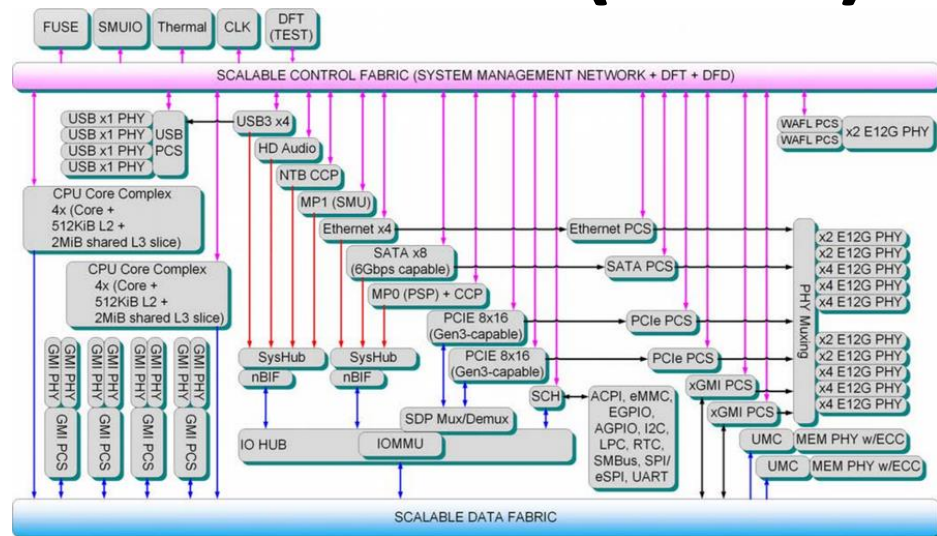 FUSE
SMUIO
Thermal
CLK
DFT
(TEST)
SCALABLE CONTROL FABRIC (SYSTEM MANAGEMENT NETWORK + DFT + DFD)
USB x1 PHY
USB x1 PHY
USB x1 PHY
USB x1 PHY
USB
PCS
USB3 x4
HD Audio
NTB CCP
MP1 (SMU)
Ethernet x4
SATA x8
(6Gbps capable)
MP0 (PSP) + CCP
PCIE 8x16
(Gen3-capable)
PCIE 8x16
(Gen3-capable)
SCH
WAFL PCS
WAFL PCS
x2 E12G PHY
CPU Core Complex
4x (Core +
512KiB L2 +
2MiB shared L3 slice)
CPU Core Complex
4x (Core +
512KiB L2 +
2MiB shared L3 slice)
Ethernet PCS
SATA PCS
PCIe PCS
PCIe PCS
xGMI PCS
xGMI PCS
PHY Muxing
x2 E12G PHY
x2 E12G PHY
x4 E12G PHY
x4 E12G PHY
x4 E12G PHY
x2 E12G PHY
x2 E12G PHY
x4 E12G PHY
x4 E12G PHY
x4 E12G PHY
GMI PHY
GMI PHY
GMI PCS
GMI PHY
GMI PHY
GMI PCS
GMI PHY
GMI PHY
GMI PCS
GMI PHY
GMI PHY
GMI PCS
SysHub
nBIF
SysHub
nBIF
SDP Mux/Demux
IO HUB
IOMMU
ACPI, eMMC,
EGPIO,
AGPIO, I2C,
LPC, RTC,
SMBus, SPI/
eSPI, UART
UMC
MEM PHY w/ECC
UMC
MEM PHY w/ECC
SCALABLE DATA FABRIC